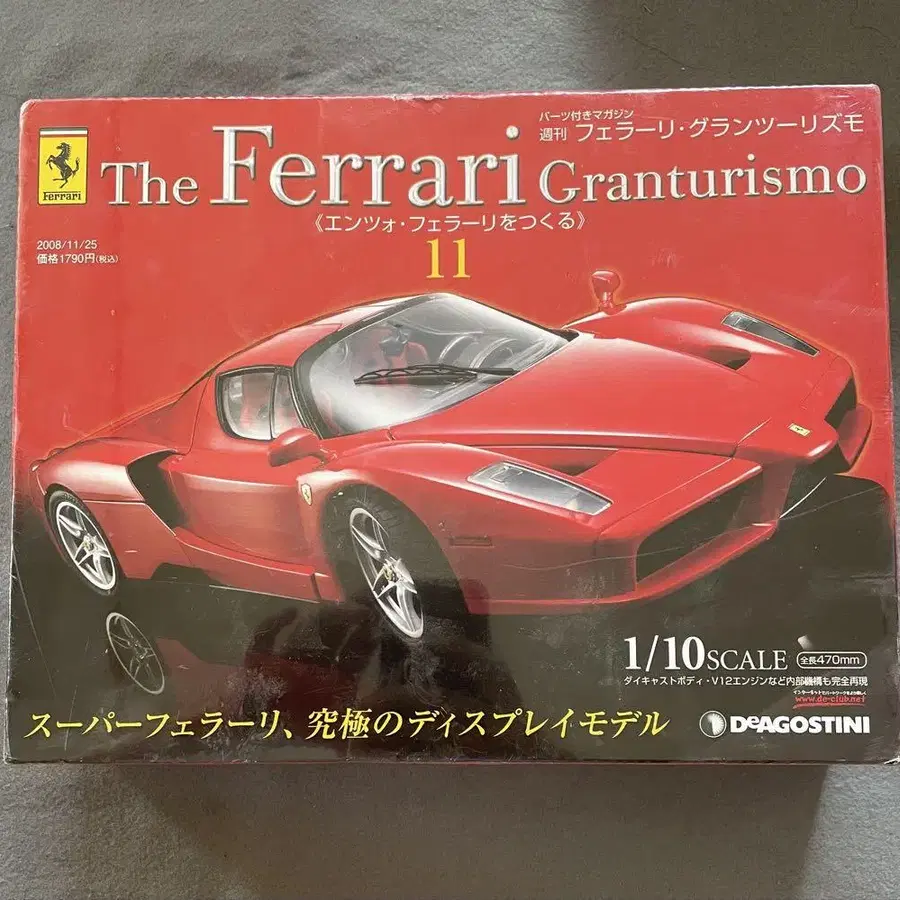 パーツ付きマガジン
週刊 フェラーリ・グランツーリズモ
Ferrari
The Ferrari Granturismo
《エンツォ・フェラーリをつくる》
2008/11/25
価格1790円(税込)
11
1/10 SCALE 全長470mm
ダイキャストボディ・V12エンジンなど内部機構も完全再現
www.de-club.net
スーパーフェラーリ、究極のディスプレイモデル
DEAGOSTINI